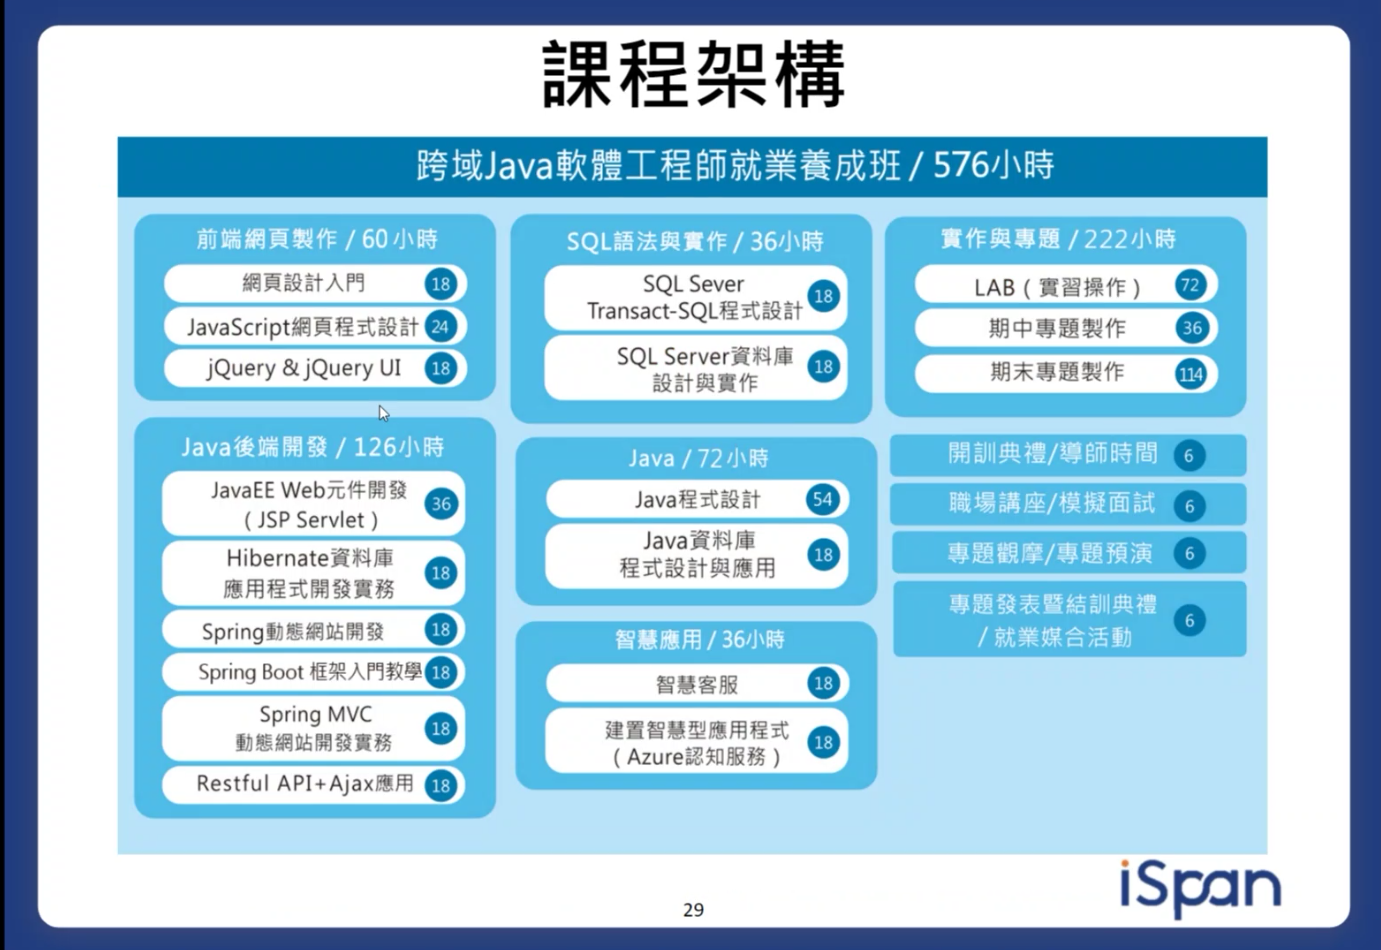 課程架構
跨域Java軟體工程師就業養成班 / 576小時
前端網頁製作 / 60 小時
網頁設計入門 18
JavaScript網頁程式設計 24
jQuery & jQuery UI 18
Java後端開發 / 126小時
JavaEE Web元件開發
( JSP Servlet ) 36
Hibernate資料庫
應用程式開發實務 18
Spring動態網站開發 18
Spring Boot 框架入門教學 18
Spring MVC
動態網站開發實務 18
Restful API+Ajax應用 18
SQL語法與實作 / 36小時
SQL Sever
Transact-SQL程式設計 18
SQL Server資料庫
設計與實作 18
Java / 72小時
Java程式設計 54
Java資料庫
程式設計與應用 18
智慧應用 / 36小時
智慧客服 18
建置智慧型應用程式
( Azure認知服務 ) 18
實作與專題 / 222小時
LAB ( 實習操作 ) 72
期中專題製作 36
期末專題製作 114
開訓典禮/導師時間 6
職場講座/模擬面試 6
專題觀摩/專題預演 6
專題發表暨結訓典禮
/ 就業媒合活動 6
iSpan
29